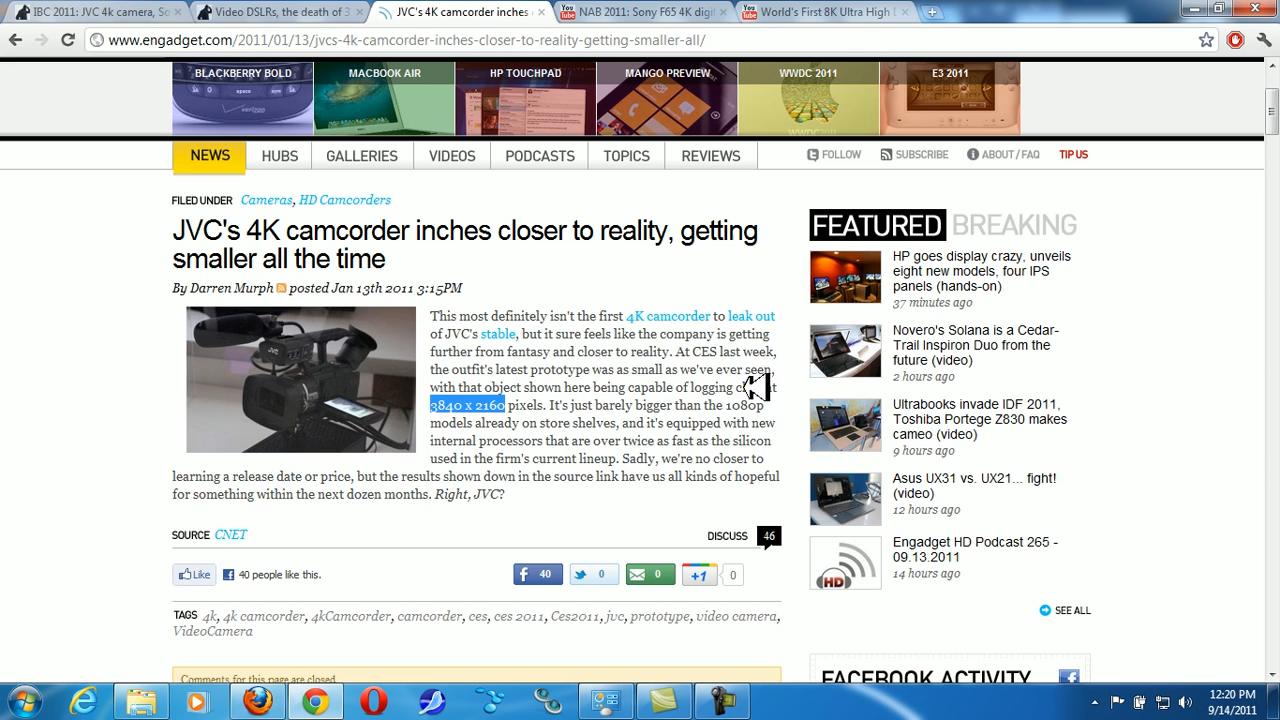 IBC 2011: JVC 4k camera, So
Video DSLRs, the death of 3
JVC's 4K camcorder inches
NAB 2011: Sony F65 4K digit
World's First 8K Ultra High D
www.engadget.com/2011/01/13/jvcs-4k-camcorder-inches-closer-to-reality-getting-smaller-all/
BLACKBERRY BOLD
MACBOOK AIR
HP TOUCHPAD
MANGO PREVIEW
WWDC 2011
E3 2011
NEWS
HUBS
GALLERIES
VIDEOS
PODCASTS
TOPICS
REVIEWS
FOLLOW
SUBSCRIBE
ABOUT / FAQ
TIP US
FILED UNDER Cameras, HD Camcorders
JVC's 4K camcorder inches closer to reality, getting
smaller all the time
By Darren Murph posted Jan 13th 2011 3:15PM
This most definitely isn't the first 4K camcorder to leak out
of JVC's stable, but it sure feels like the company is getting
further from fantasy and closer to reality. At CES last week,
the outfit's latest prototype was as small as we've ever seen,
with that object shown here being capable of logging
3840 x 2160 pixels. It's just barely bigger than the 1080p
models already on store shelves, and it's equipped with new
internal processors that are over twice as fast as the silicon
used in the firm's current lineup. Sadly, we're no closer to
learning a release date or price, but the results shown down in the source link have us all kinds of hopeful
for something within the next dozen months. Right, JVC?
SOURCE CNET
DISCUSS 46
Like
40 people like this.
40
0
0
+1
0
TAGS 4k, 4k camcorder, 4kCamcorder, camcorder, ces, ces 2011, Ces2011, jvc, prototype, video camera,
VideoCamera
Comments for this page are closed.
FEATURED BREAKING
HP goes display crazy, unveils
eight new models, four IPS
panels (hands-on)
37 minutes ago
Novero's Solana is a Cedar-
Trail Inspiron Duo from the
future (video)
2 hours ago
Ultrabooks invade IDF 2011,
Toshiba Portege Z830 makes
cameo (video)
9 hours ago
Asus UX31 vs. UX21... fight!
(video)
12 hours ago
HD
Engadget HD Podcast 265 -
09.13.2011
14 hours ago
SEE ALL
FACEBOOK ACTIVITY
12:20 PM
9/14/2011